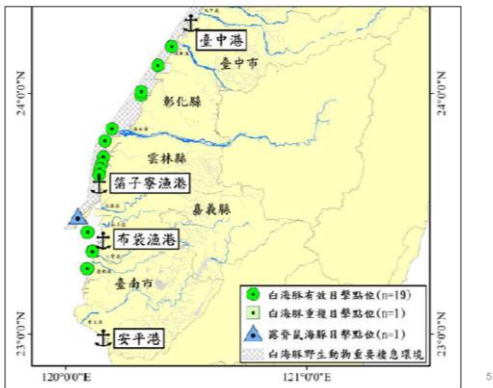 臺中港
臺中市
24°0'0"N
24°0'0"N
彰化縣
雲林縣
箔子寮漁港
嘉義縣
布袋漁港
臺南市
安平港
23°0'0"N
23°0'0"N
白海豚有效目擊點位(n=19)
白海豚重複目擊點位(n=1)
露脊鼠海豚目擊點位(n=1)
白海豚野生動物重要棲息環境
120°0'0"E
121°0'0"E
5